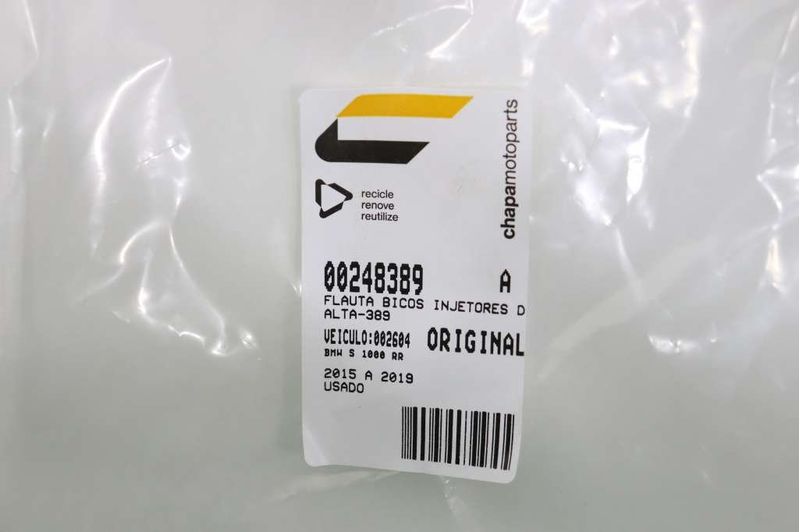 recicle
renove
reutilize
chapamotoparts
00248389 A
FLAUTA BICOS INJETORES D
ALTA-389
VEICULO:002604 ORIGINAL
BMW S 1000 RR
2015 A 2019
USADO